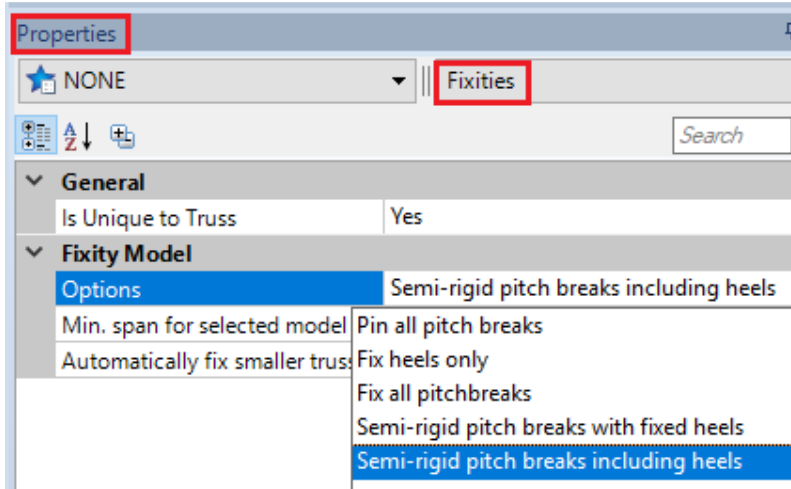 Properties
NONE
Fixities
A
Z
Search
General
Is Unique to Truss Yes
Fixity Model
Options Semi-rigid pitch breaks including heels
Min. span for selected model
Pin all pitch breaks
Automatically fix smaller truss
Fix heels only
Fix all pitchbreaks
Semi-rigid pitch breaks with fixed heels
Semi-rigid pitch breaks including heels